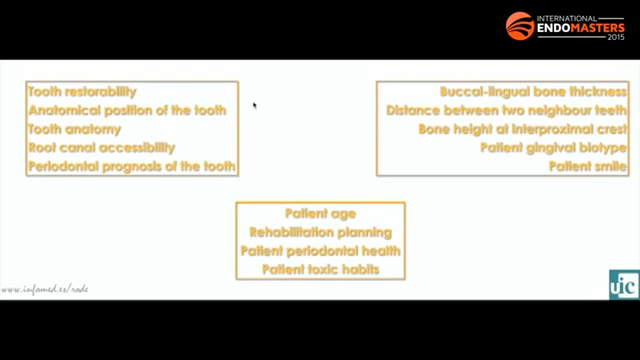 INTERNATIONAL
ENDOMASTERS
2015
Tooth restorability
Anatomical position of the tooth
Tooth anatomy
Root canal accessibility
Periodontal prognosis of the tooth
Buccal-lingual bone thickness
Distance between two neighbour teeth
Bone height at interproximal crest
Patient gingival biotype
Patient smile
Patient age
Rehabilitation planning
Patient periodontal health
Patient toxic habits
www.infomed.es/rode
uic